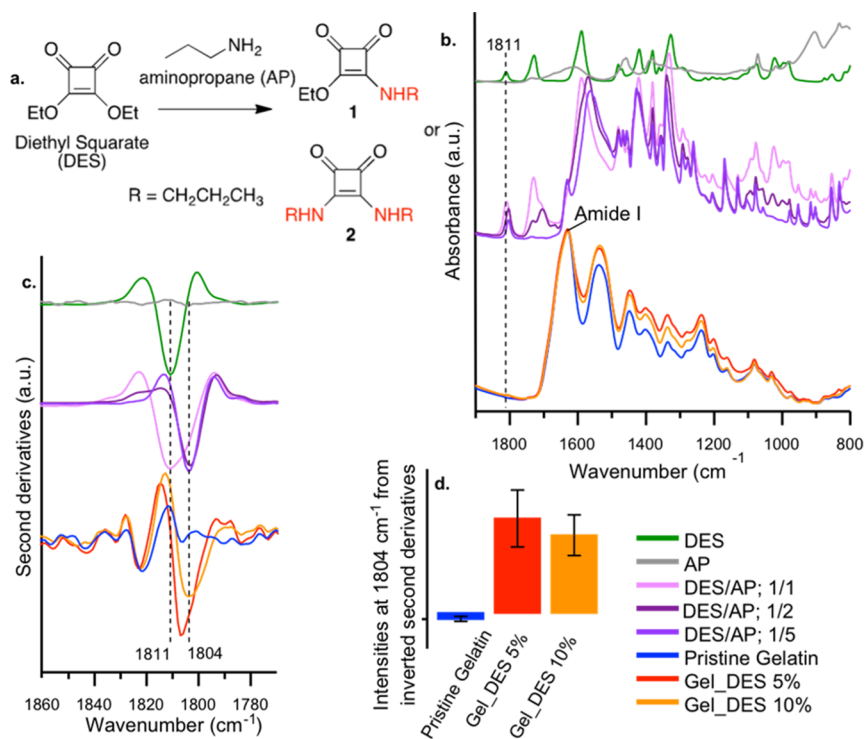 a.
O
O
EtO
OEt
Diethyl Squarate
(DES)
NH2
aminopropane (AP)
R = CH2CH2CH3
O
O
EtO
NHR
1
or
O
O
RHN
NHR
2
b.
1811
Amide I
Absorbance (a.u.)
1800
1600
1400
1200
1000
800
Wavenumber (cm-1)
c.
Second derivatives (a.u.)
1811
1804
1860
1840
1820
1800
1780
Wavenumber (cm-1)
d.
Intensities at 1804 cm-1 from
inverted second derivatives
Pristine Gelatin
Gel_DES 5%
Gel_DES 10%
DES
AP
DES/AP; 1/1
DES/AP; 1/2
DES/AP; 1/5
Pristine Gelatin
Gel_DES 5%
Gel_DES 10%